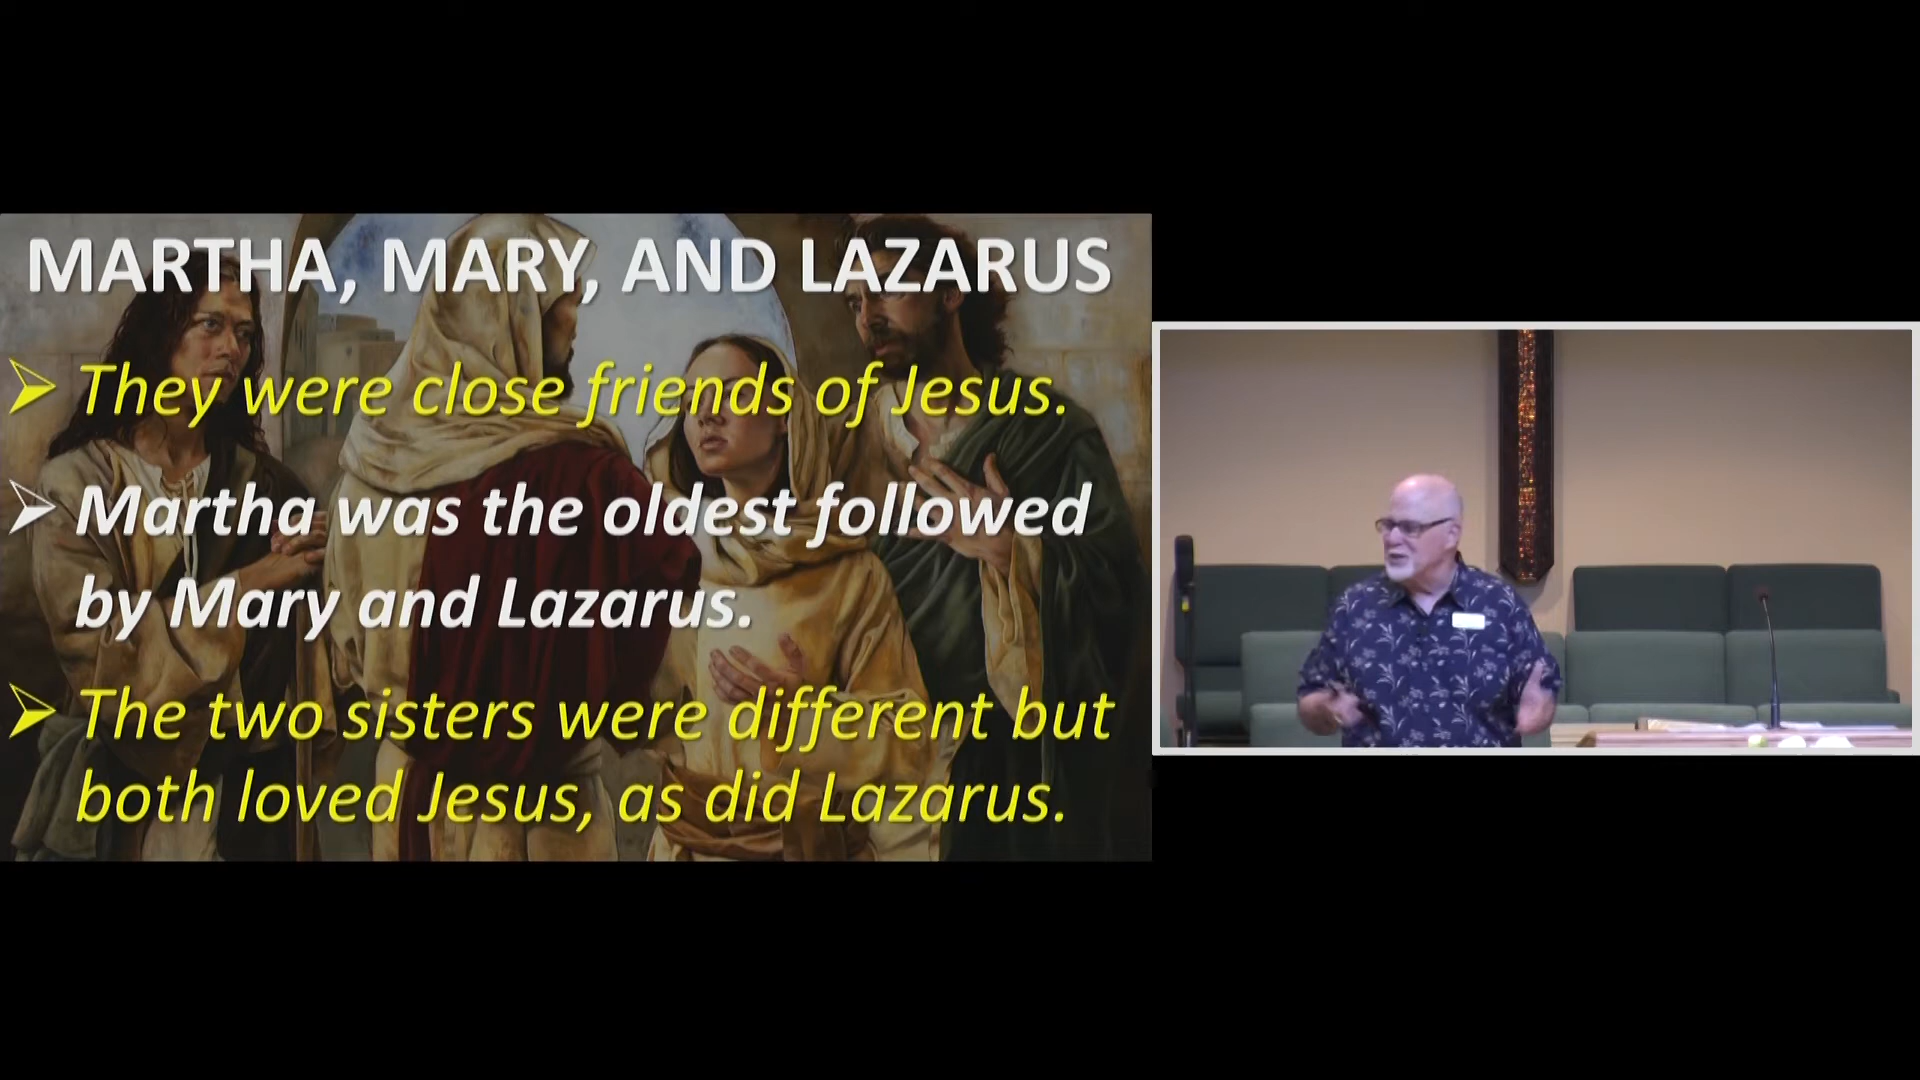 MARTHA, MARY, AND LAZARUS
They were close friends of Jesus.
Martha was the oldest followed
by Mary and Lazarus.
The two sisters were different but
both loved Jesus, as did Lazarus.